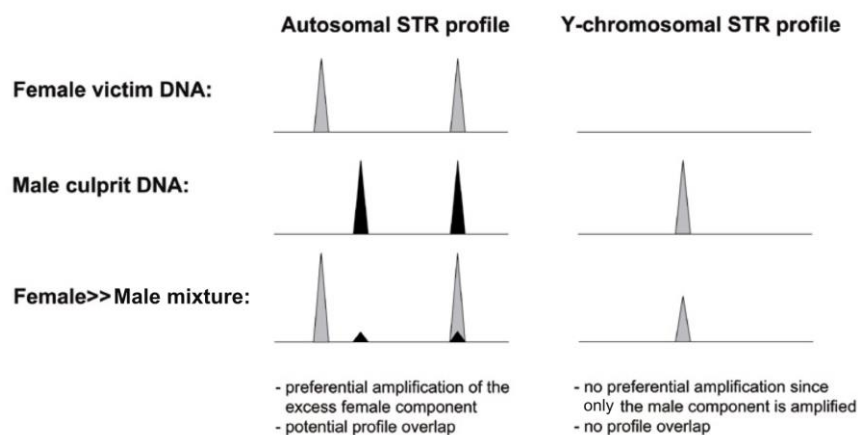 Autosomal STR profile
Y-chromosomal STR profile
Female victim DNA:
Male culprit DNA:
Female>>Male mixture:
- preferential amplification of the
excess female component
- potential profile overlap
- no preferential amplification since
only the male component is amplified
- no profile overlap